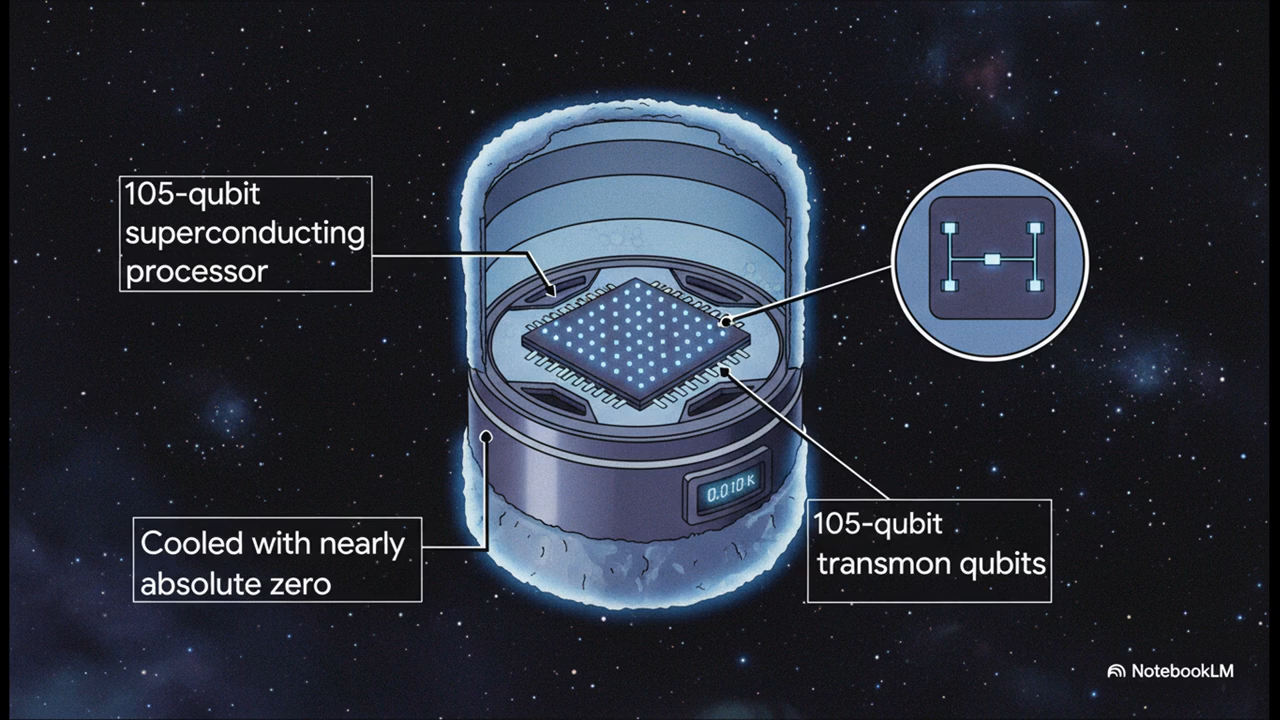 105-qubit
superconducting
processor
0.010 K
Cooled with nearly
absolute zero
105-qubit
transmon qubits
NotebookLM